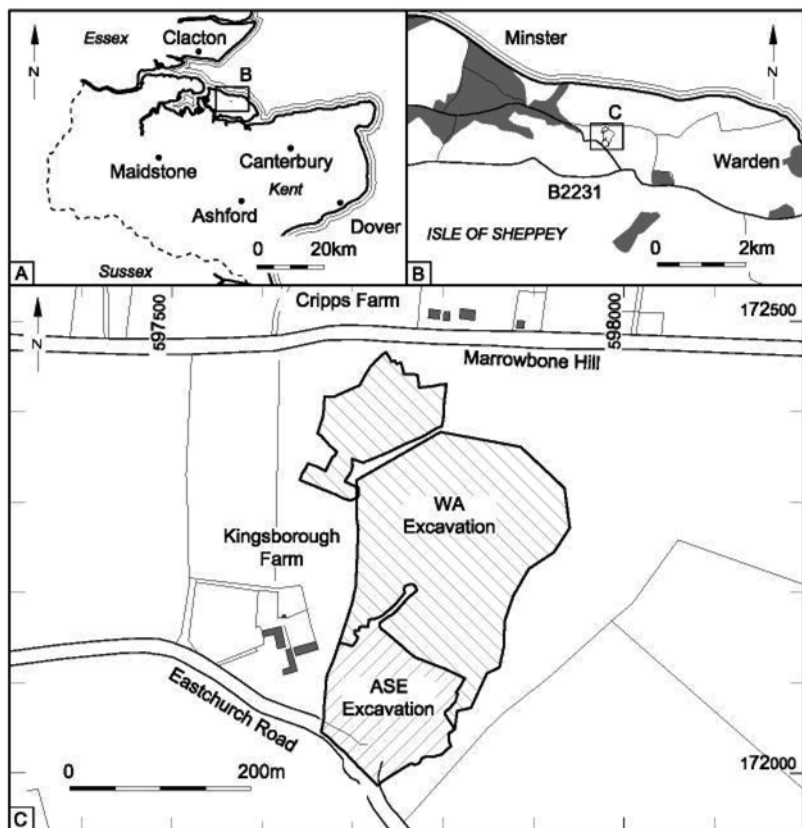 Essex
Clacton
N
B
Maidstone
Canterbury
Kent
Ashford
Dover
0 20km
Sussex
A
Minster
N
C
Warden
B2231
ISLE OF SHEPPEY
0 2km
B
Cripps Farm
597500
598000
172500
N
Marrowbone Hill
WA
Excavation
Kingsborough
Farm
ASE
Excavation
Eastchurch Road
0 200m
172000
C